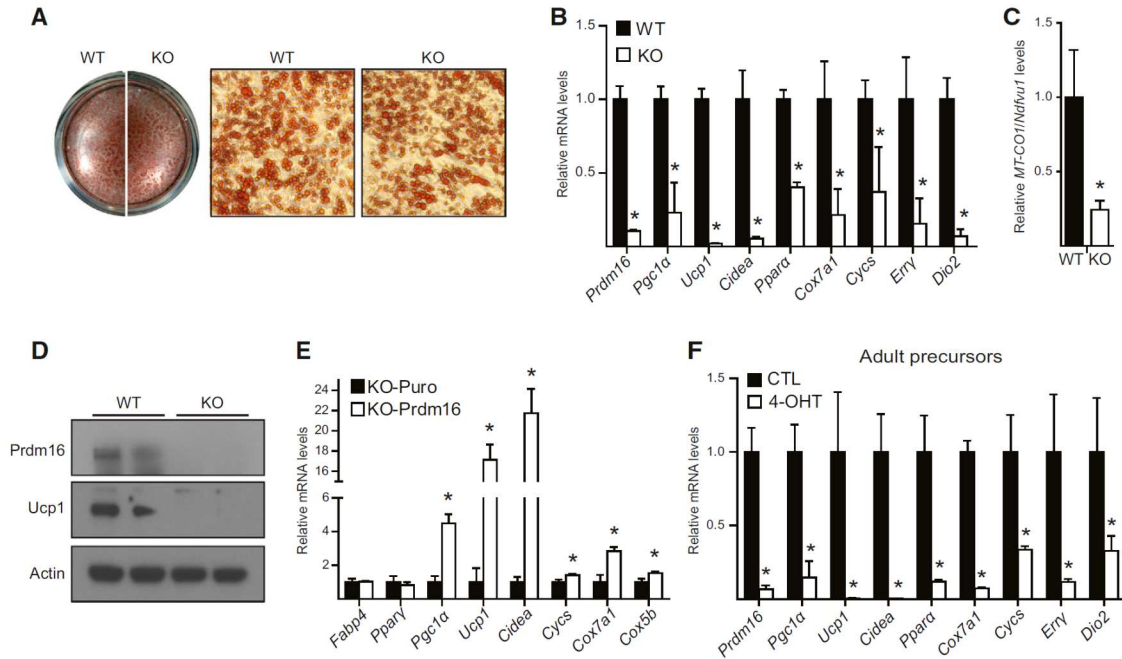 A
WT KO
WT
KO
B
Relative mRNA levels
1.5
1.0
0.5
WT
KO
*
*
*
*
*
*
*
*
*
Prdm16
Pgc1α
Ucp1
Cidea
Pparα
Cox7a1
Cycs
Errγ
Dio2
C
Relative MT-CO1/Ndfvu1 levels
1.5
1.0
0.5
*
WT KO
D
WT KO
Prdm16
Ucp1
Actin
E
Relative mRNA levels
24
22
20
18
16
14
6
4
2
KO-Puro
KO-Prdm16
*
*
*
*
*
*
Fabp4
Pparγ
Pgc1α
Ucp1
Cidea
Cycs
Cox7a1
Cox5b
F
Adult precursors
Relative mRNA levels
1.5
1.0
0.5
CTL
4-OHT
*
*
*
*
*
*
*
*
*
Prdm16
Pgc1α
Ucp1
Cidea
Pparα
Cox7a1
Cycs
Errγ
Dio2